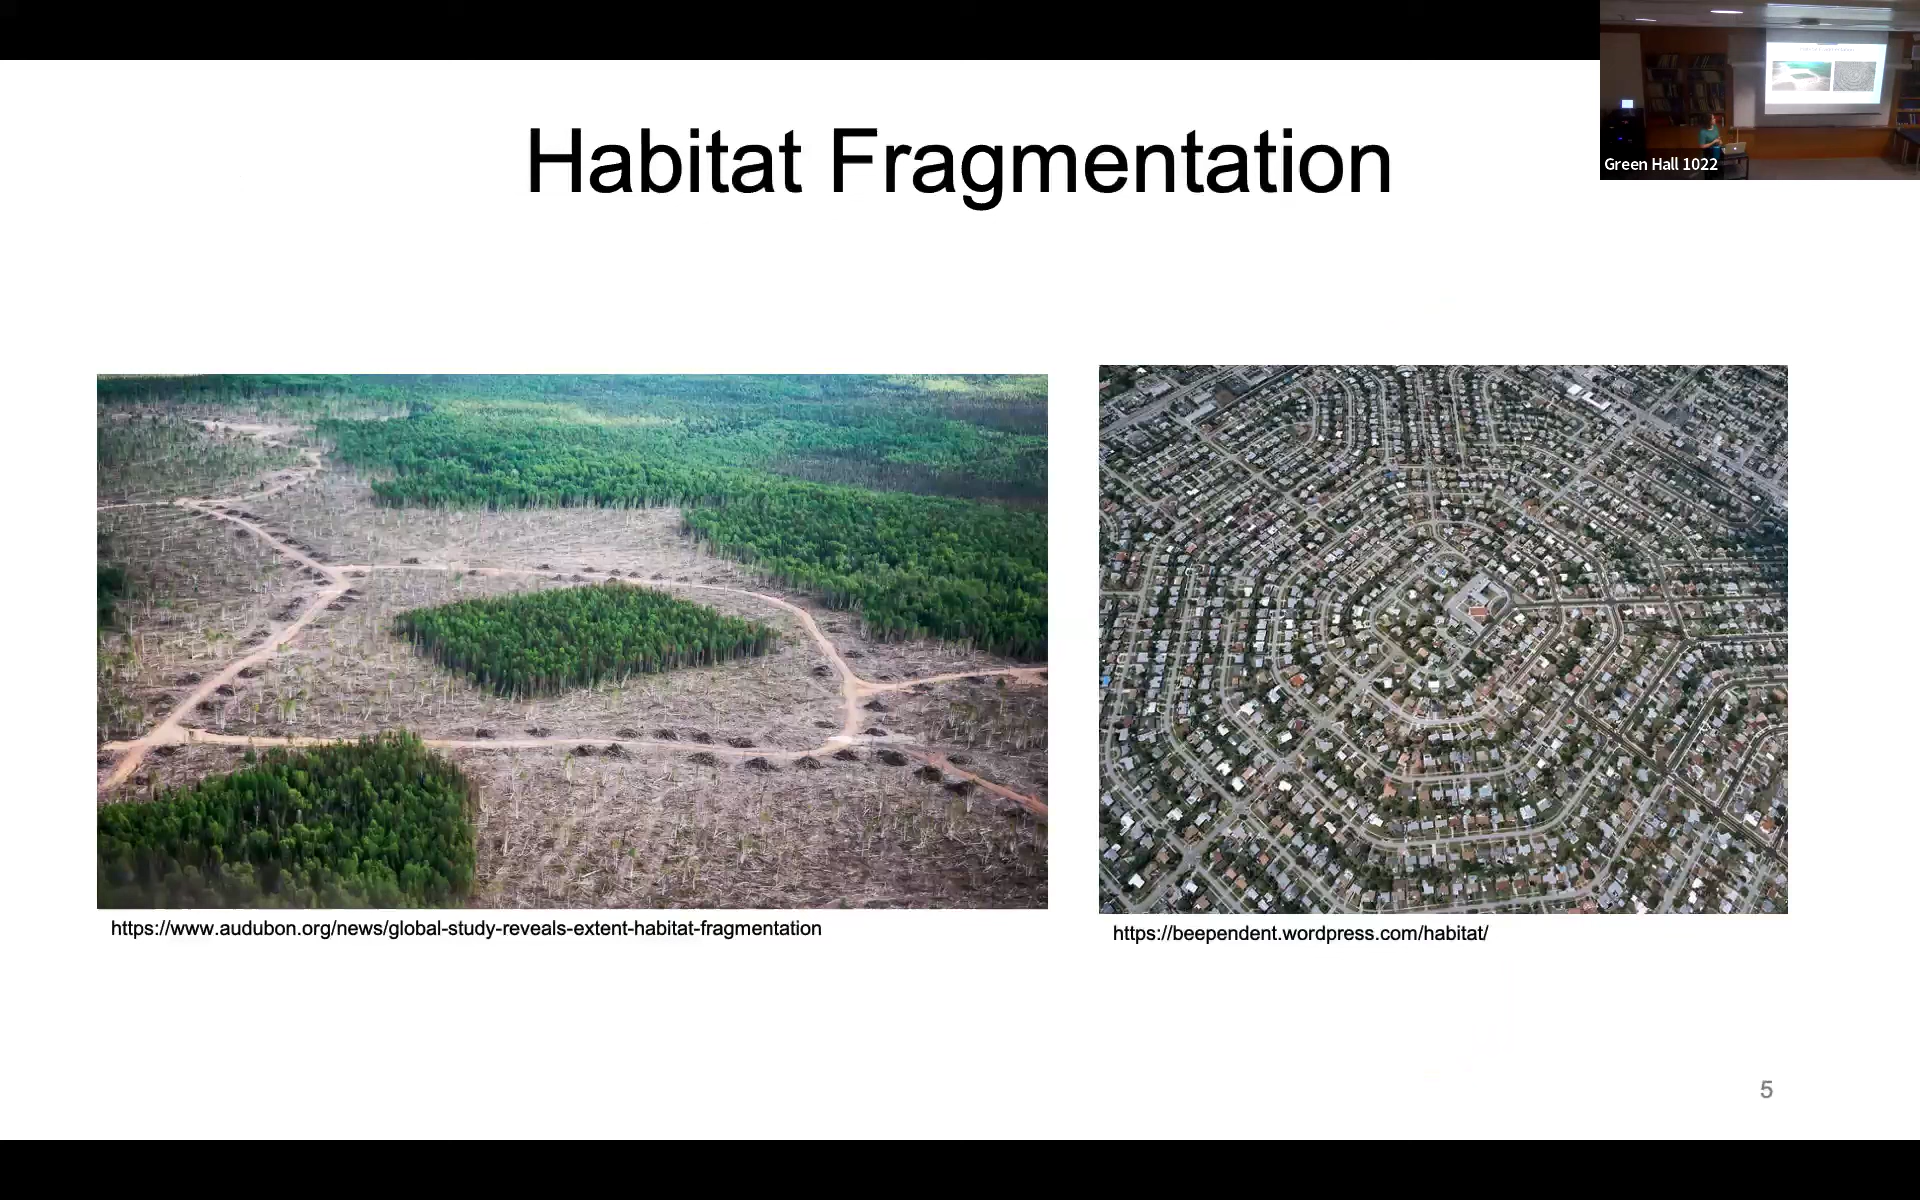 Habitat Fragmentation
Green Hall 1022
https://www.audubon.org/news/global-study-reveals-extent-habitat-fragmentation
https://beependent.wordpress.com/habitat/
5